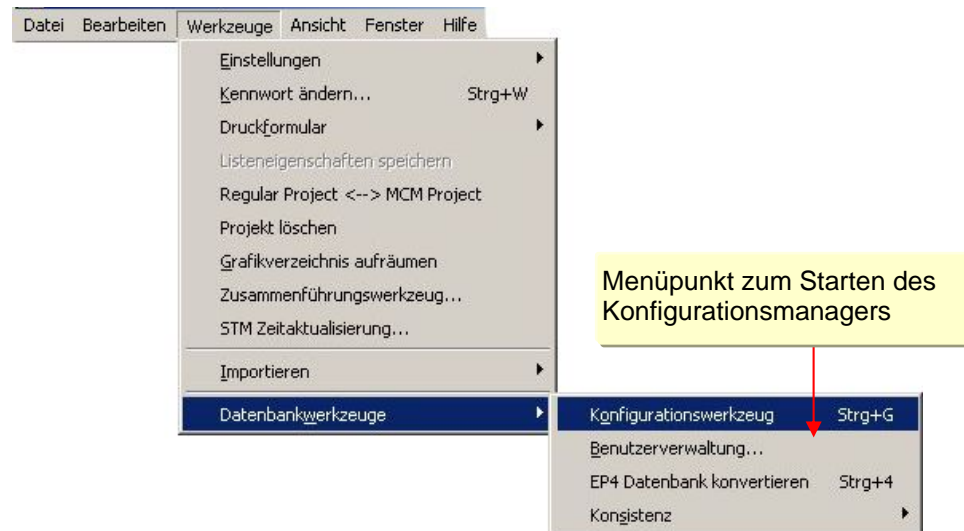 Datei Bearbeiten Werkzeuge Ansicht Fenster Hilfe
Einstellungen
Kennwort ändern... Strg+W
Druckformular
Listeneigenschaften speichern
Regular Project <--> MCM Project
Projekt löschen
Grafikverzeichnis aufräumen
Zusammenführungswerkzeug...
STM Zeitaktualisierung...
Importieren
Datenbankwerkzeuge
Menüpunkt zum Starten des
Konfigurationsmanagers
Konfigurationswerkzeug Strg+G
Benutzerverwaltung...
EP4 Datenbank konvertieren Strg+4
Konsistenz